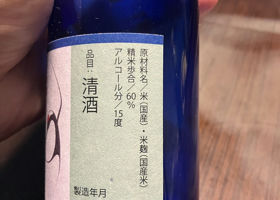 原材料名／米（国産）・米麹（国産米）
精米歩合／60％
アルコール分／15度
品目：清酒
製造年月